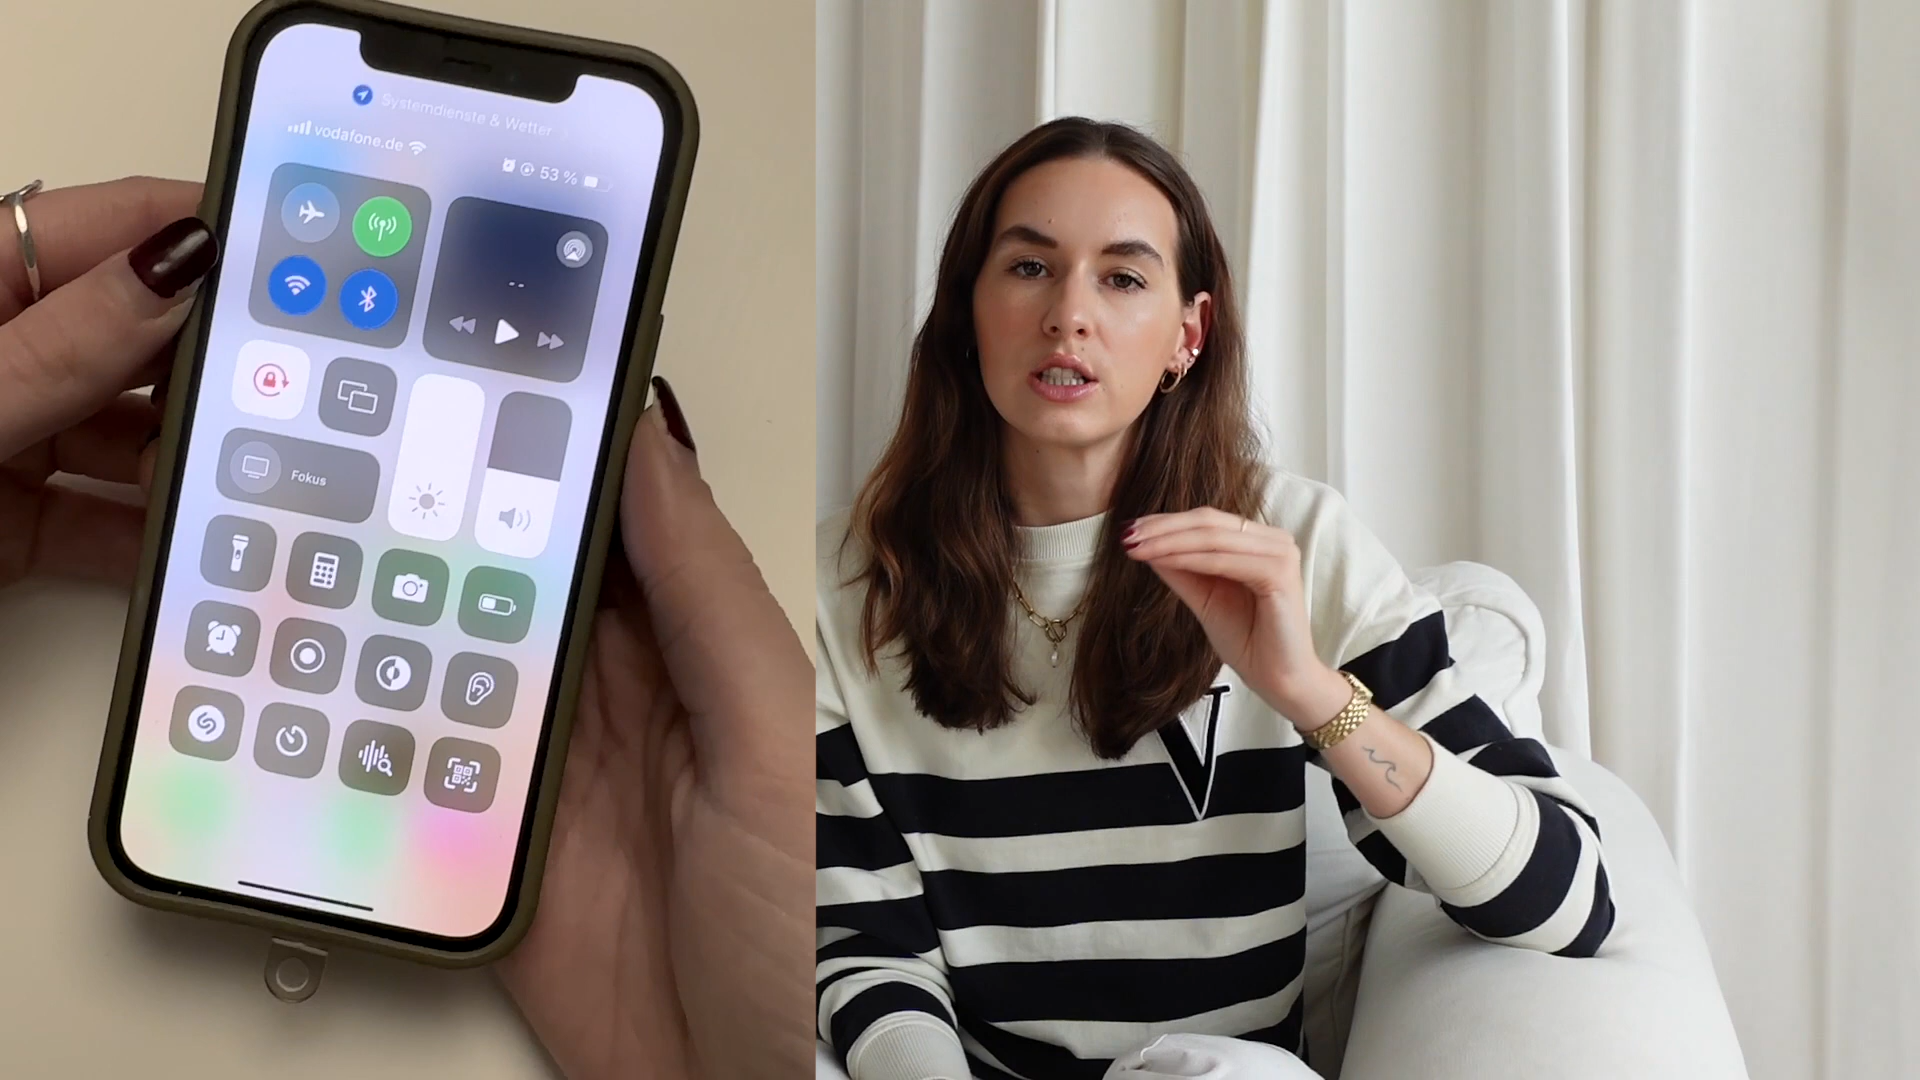 Systemdienste & Wetter
vodafone.de
53 %
--
Fokus
V